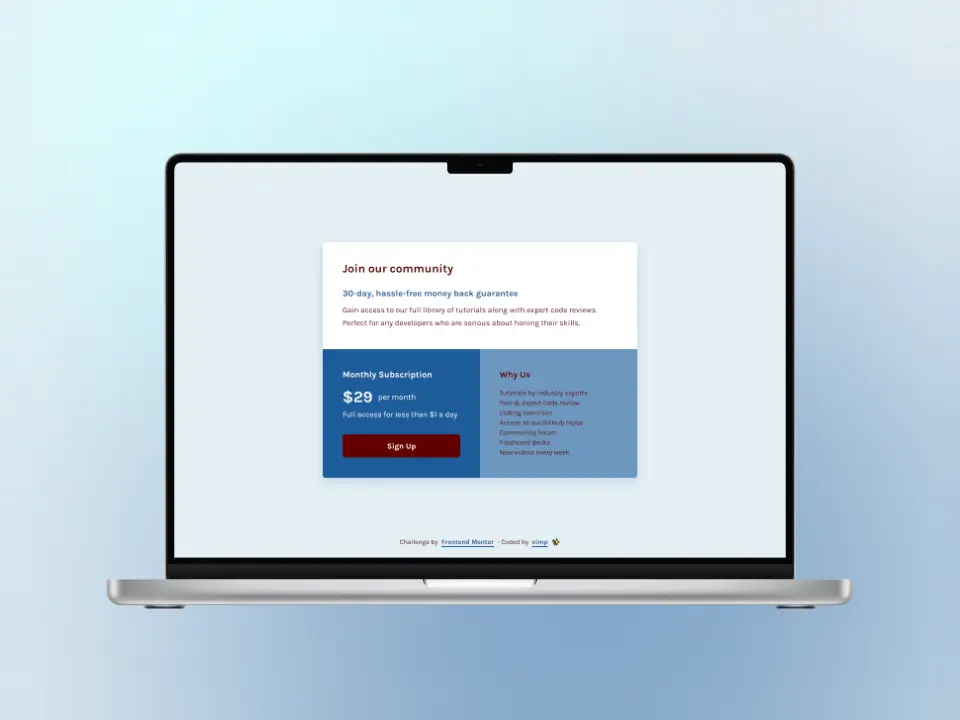 Join our community
30-day, hassle-free money back guarantee
Gain access to our full library of tutorials along with expert code reviews.
Perfect for any developers who are serious about honing their skills.
Monthly Subscription
$29 per month
Full access for less than $1 a day
Sign Up
Why Us
Tutorials by industry experts
Peer & expert code review
Coding exercises
Access to our GitHub repos
Community forum
Flashcard decks
New videos every week
Challenge by Frontend Mentor - Coded by vimp